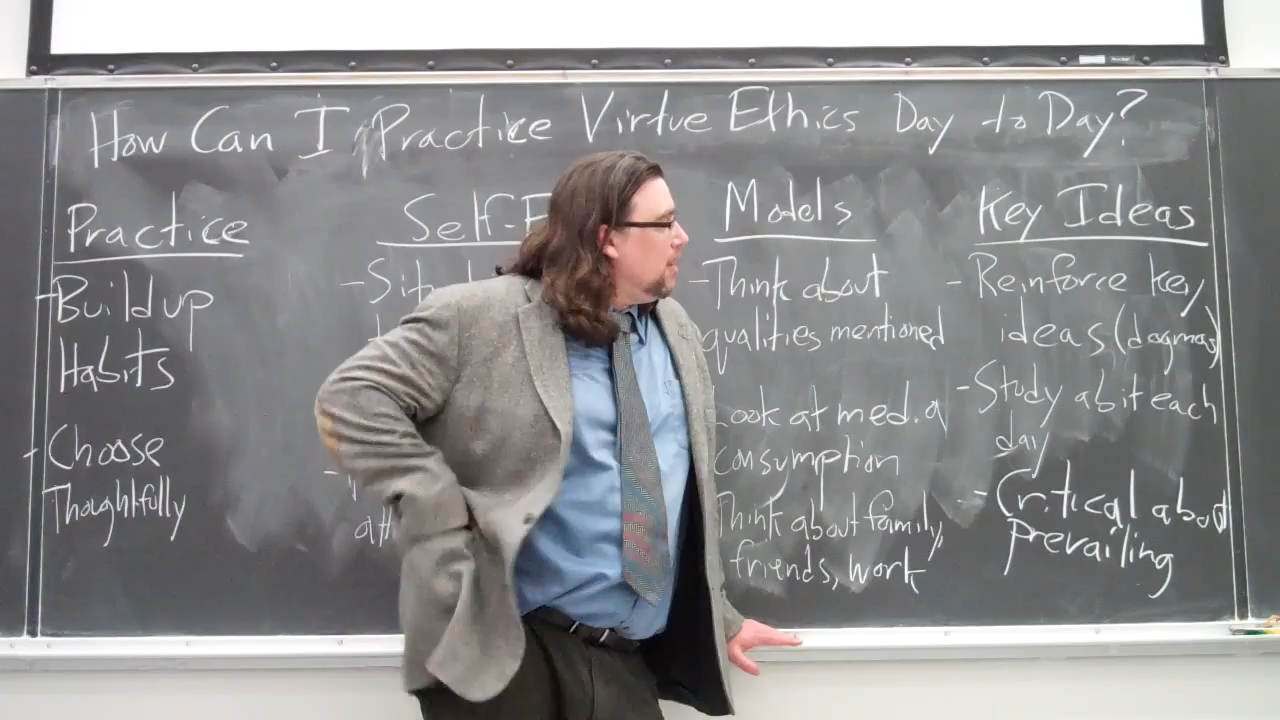 How Can I Practice Virtue Ethics Day to Day?
Practice
- Build up
Habits
- Choose
Thoughtfully
Self-
-
Models
- Think about
qualities mentioned
Look at media
consumption
Think about family,
friends, work
Key Ideas
- Reinforce key
ideas (dogmas)
- Study a bit each
day
- Critical about
prevailing